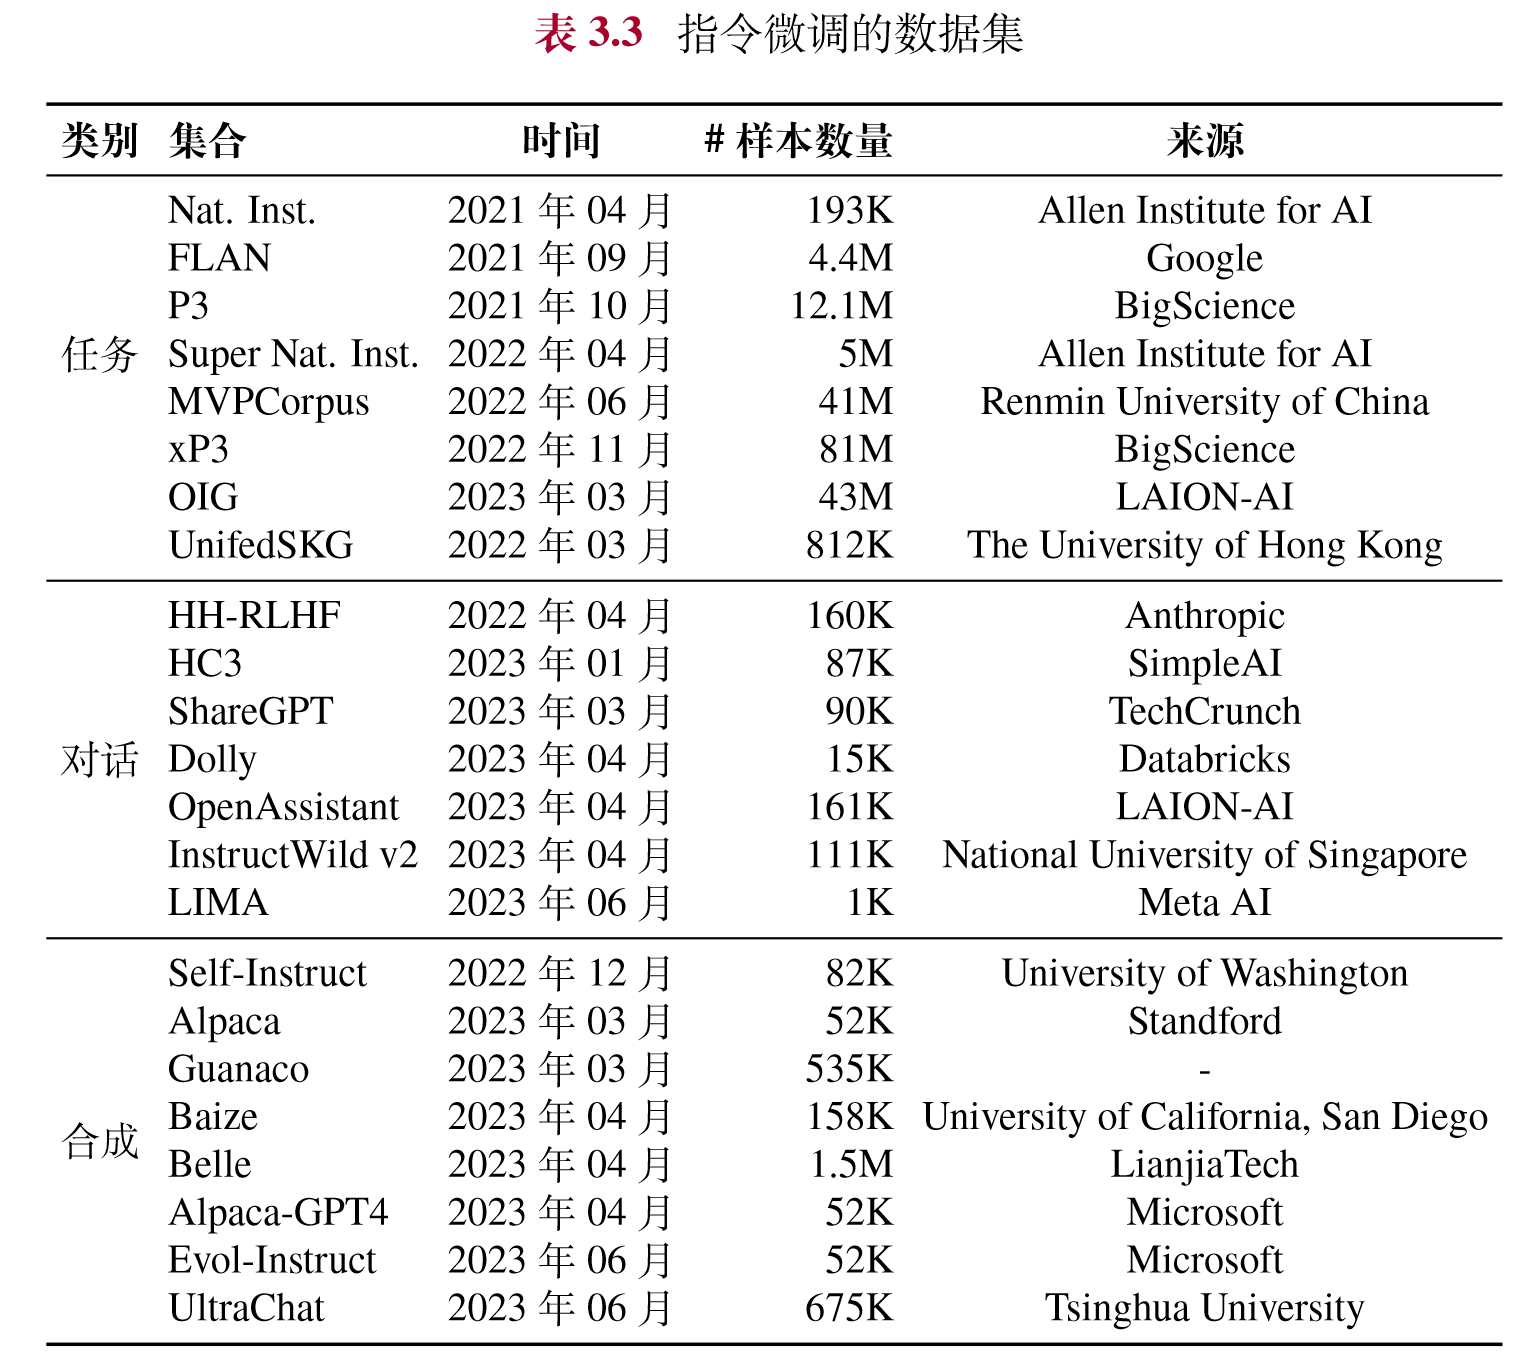 表 3.3 指令微调的数据集
类别 集合 时间 # 样本数量 来源
Nat. Inst. 2021 年 04 月 193K Allen Institute for AI
FLAN 2021 年 09 月 4.4M Google
P3 2021 年 10 月 12.1M BigScience
任务 Super Nat. Inst. 2022 年 04 月 5M Allen Institute for AI
MVPCorpus 2022 年 06 月 41M Renmin University of China
xP3 2022 年 11 月 81M BigScience
OIG 2023 年 03 月 43M LAION-AI
UnifedSKG 2022 年 03 月 812K The University of Hong Kong
HH-RLHF 2022 年 04 月 160K Anthropic
HC3 2023 年 01 月 87K SimpleAI
ShareGPT 2023 年 03 月 90K TechCrunch
对话 Dolly 2023 年 04 月 15K Databricks
OpenAssistant 2023 年 04 月 161K LAION-AI
InstructWild v2 2023 年 04 月 111K National University of Singapore
LIMA 2023 年 06 月 1K Meta AI
Self-Instruct 2022 年 12 月 82K University of Washington
Alpaca 2023 年 03 月 52K Standford
Guanaco 2023 年 03 月 535K -
Baize 2023 年 04 月 158K University of California, San Diego
合成
Belle 2023 年 04 月 1.5M LianjiaTech
Alpaca-GPT4 2023 年 04 月 52K Microsoft
Evol-Instruct 2023 年 06 月 52K Microsoft
UltraChat 2023 年 06 月 675K Tsinghua University